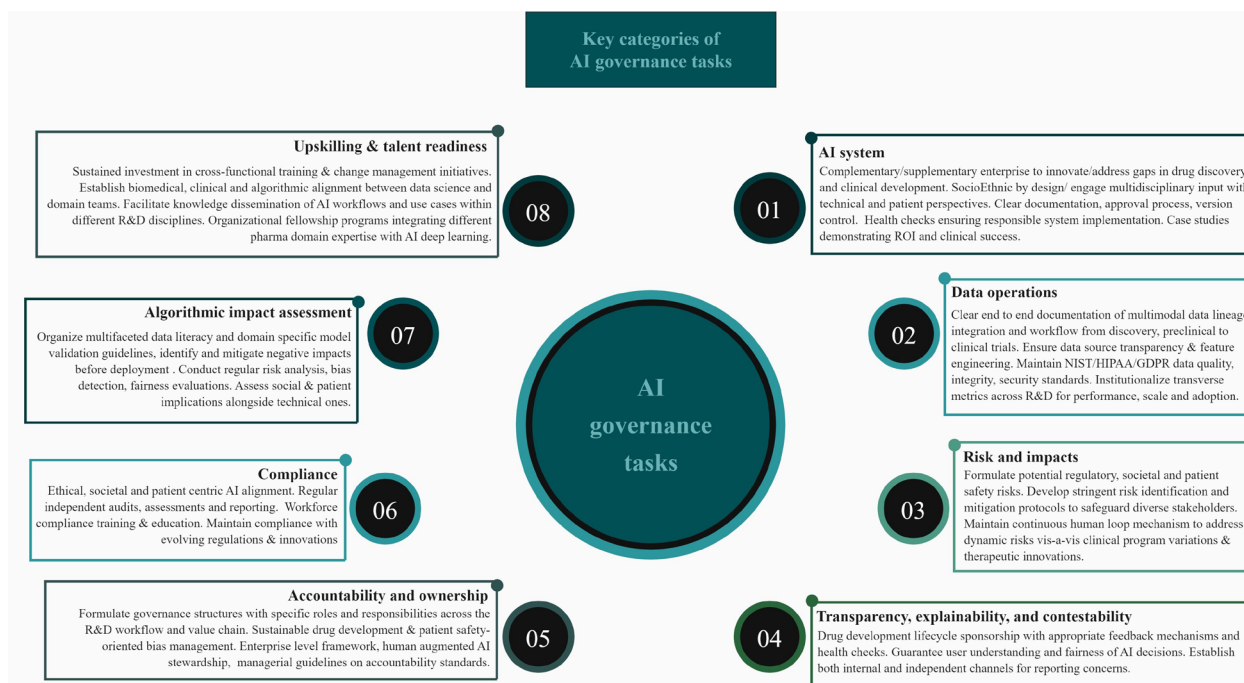 Key categories of
AI governance tasks
AI
governance
tasks
01
AI system
Complementary/supplementary enterprise to innovate/address gaps in drug discovery
and clinical development. SocioEthnic by design/ engage multidisciplinary input with
technical and patient perspectives. Clear documentation, approval process, version
control. Health checks ensuring responsible system implementation. Case studies
demonstrating ROI and clinical success.
02
Data operations
Clear end to end documentation of multimodal data lineage
integration and workflow from discovery, preclinical to
clinical trials. Ensure data source transparency & feature
engineering. Maintain NIST/HIPAA/GDPR data quality,
integrity, security standards. Institutionalize transverse
metrics across R&D for performance, scale and adoption.
03
Risk and impacts
Formulate potential regulatory, societal and patient
safety risks. Develop stringent risk identification and
mitigation protocols to safeguard diverse stakeholders.
Maintain continuous human loop mechanism to address
dynamic risks vis-a-vis clinical program variations &
therapeutic innovations.
04
Transparency, explainability, and contestability
Drug development lifecycle sponsorship with appropriate feedback mechanisms and
health checks. Guarantee user understanding and fairness of AI decisions. Establish
both internal and independent channels for reporting concerns.
05
Accountability and ownership
Formulate governance structures with specific roles and responsibilities across the
R&D workflow and value chain. Sustainable drug development & patient safety-
oriented bias management. Enterprise level framework, human augmented AI
stewardship, managerial guidelines on accountability standards.
06
Compliance
Ethical, societal and patient centric AI alignment. Regular
independent audits, assessments and reporting. Workforce
compliance training & education. Maintain compliance with
evolving regulations & innovations
07
Algorithmic impact assessment
Organize multifaceted data literacy and domain specific model
validation guidelines, identify and mitigate negative impacts
before deployment . Conduct regular risk analysis, bias
detection, fairness evaluations. Assess social & patient
implications alongside technical ones.
08
Upskilling & talent readiness
Sustained investment in cross-functional training & change management initiatives.
Establish biomedical, clinical and algorithmic alignment between data science and
domain teams. Facilitate knowledge dissemination of AI workflows and use cases within
different R&D disciplines. Organizational fellowship programs integrating different
pharma domain expertise with AI deep learning.